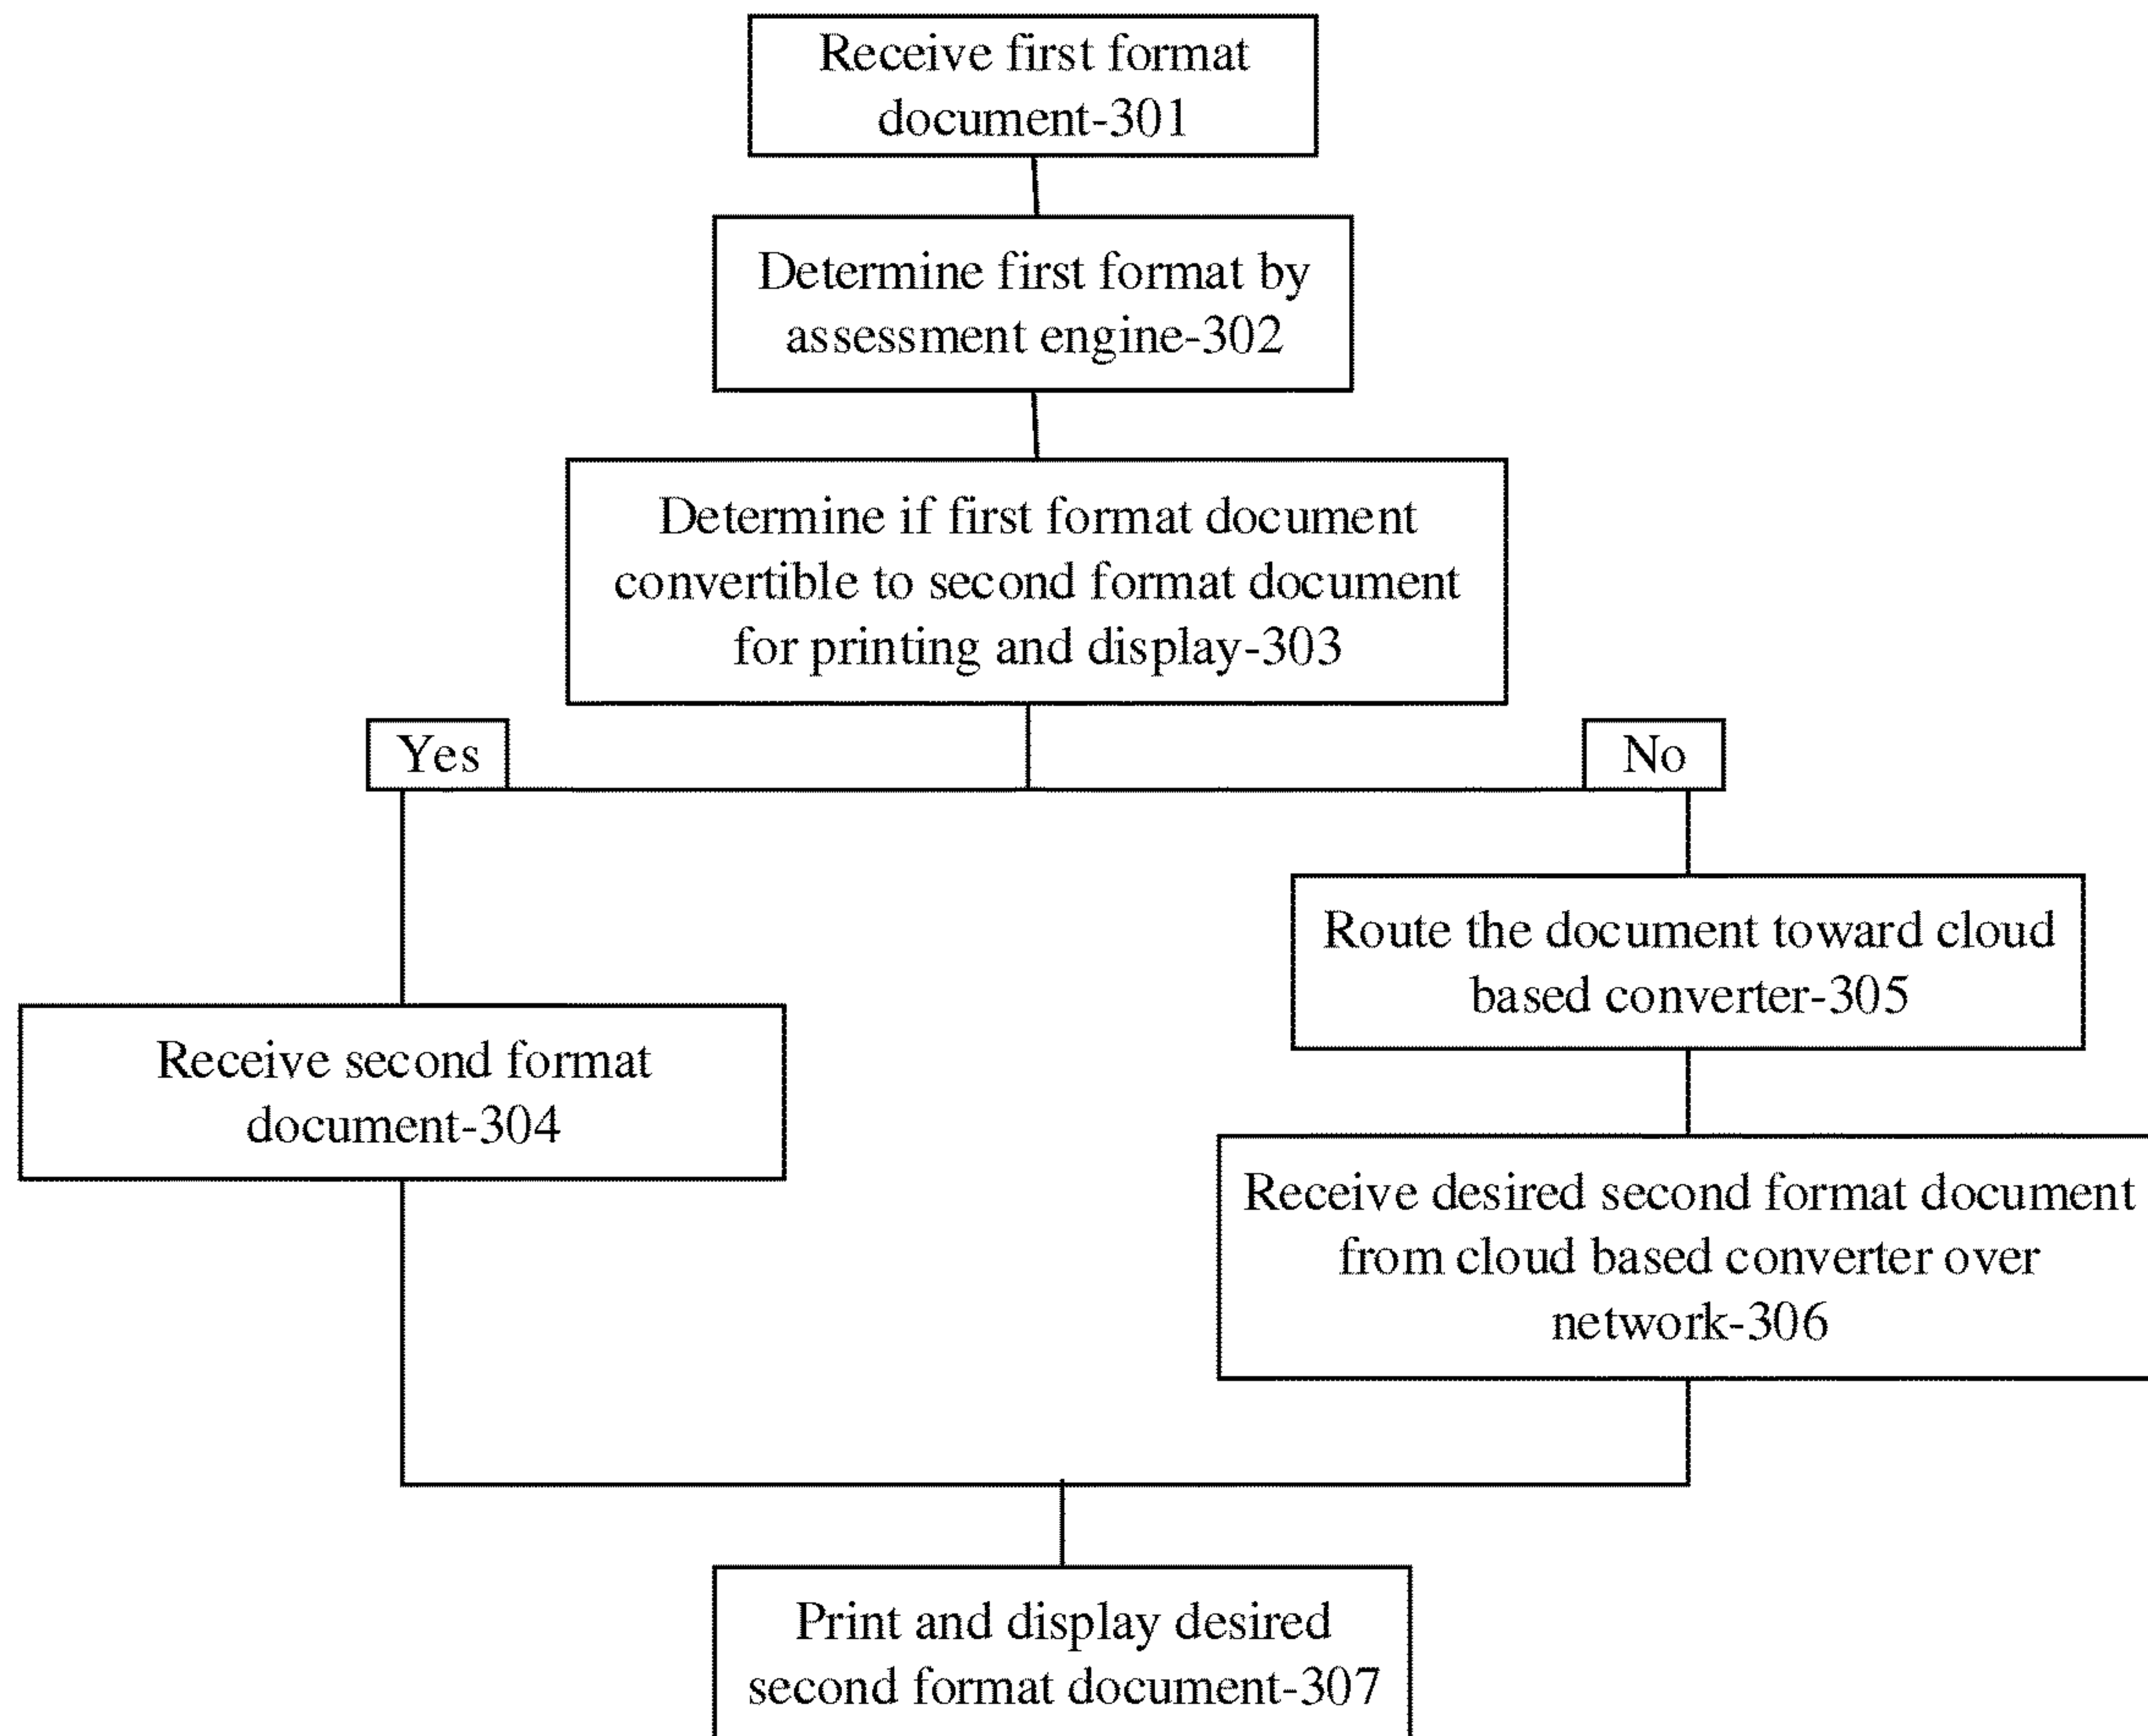 Receive first format
document-301
Determine first format by
assessment engine-302
Determine if first format document
convertible to second format document
for printing and display-303
Yes
No
Route the document toward cloud
based converter-305
Receive second format
document-304
Receive desired second format document
from cloud based converter over
network-306
Print and display desired
second format document-307